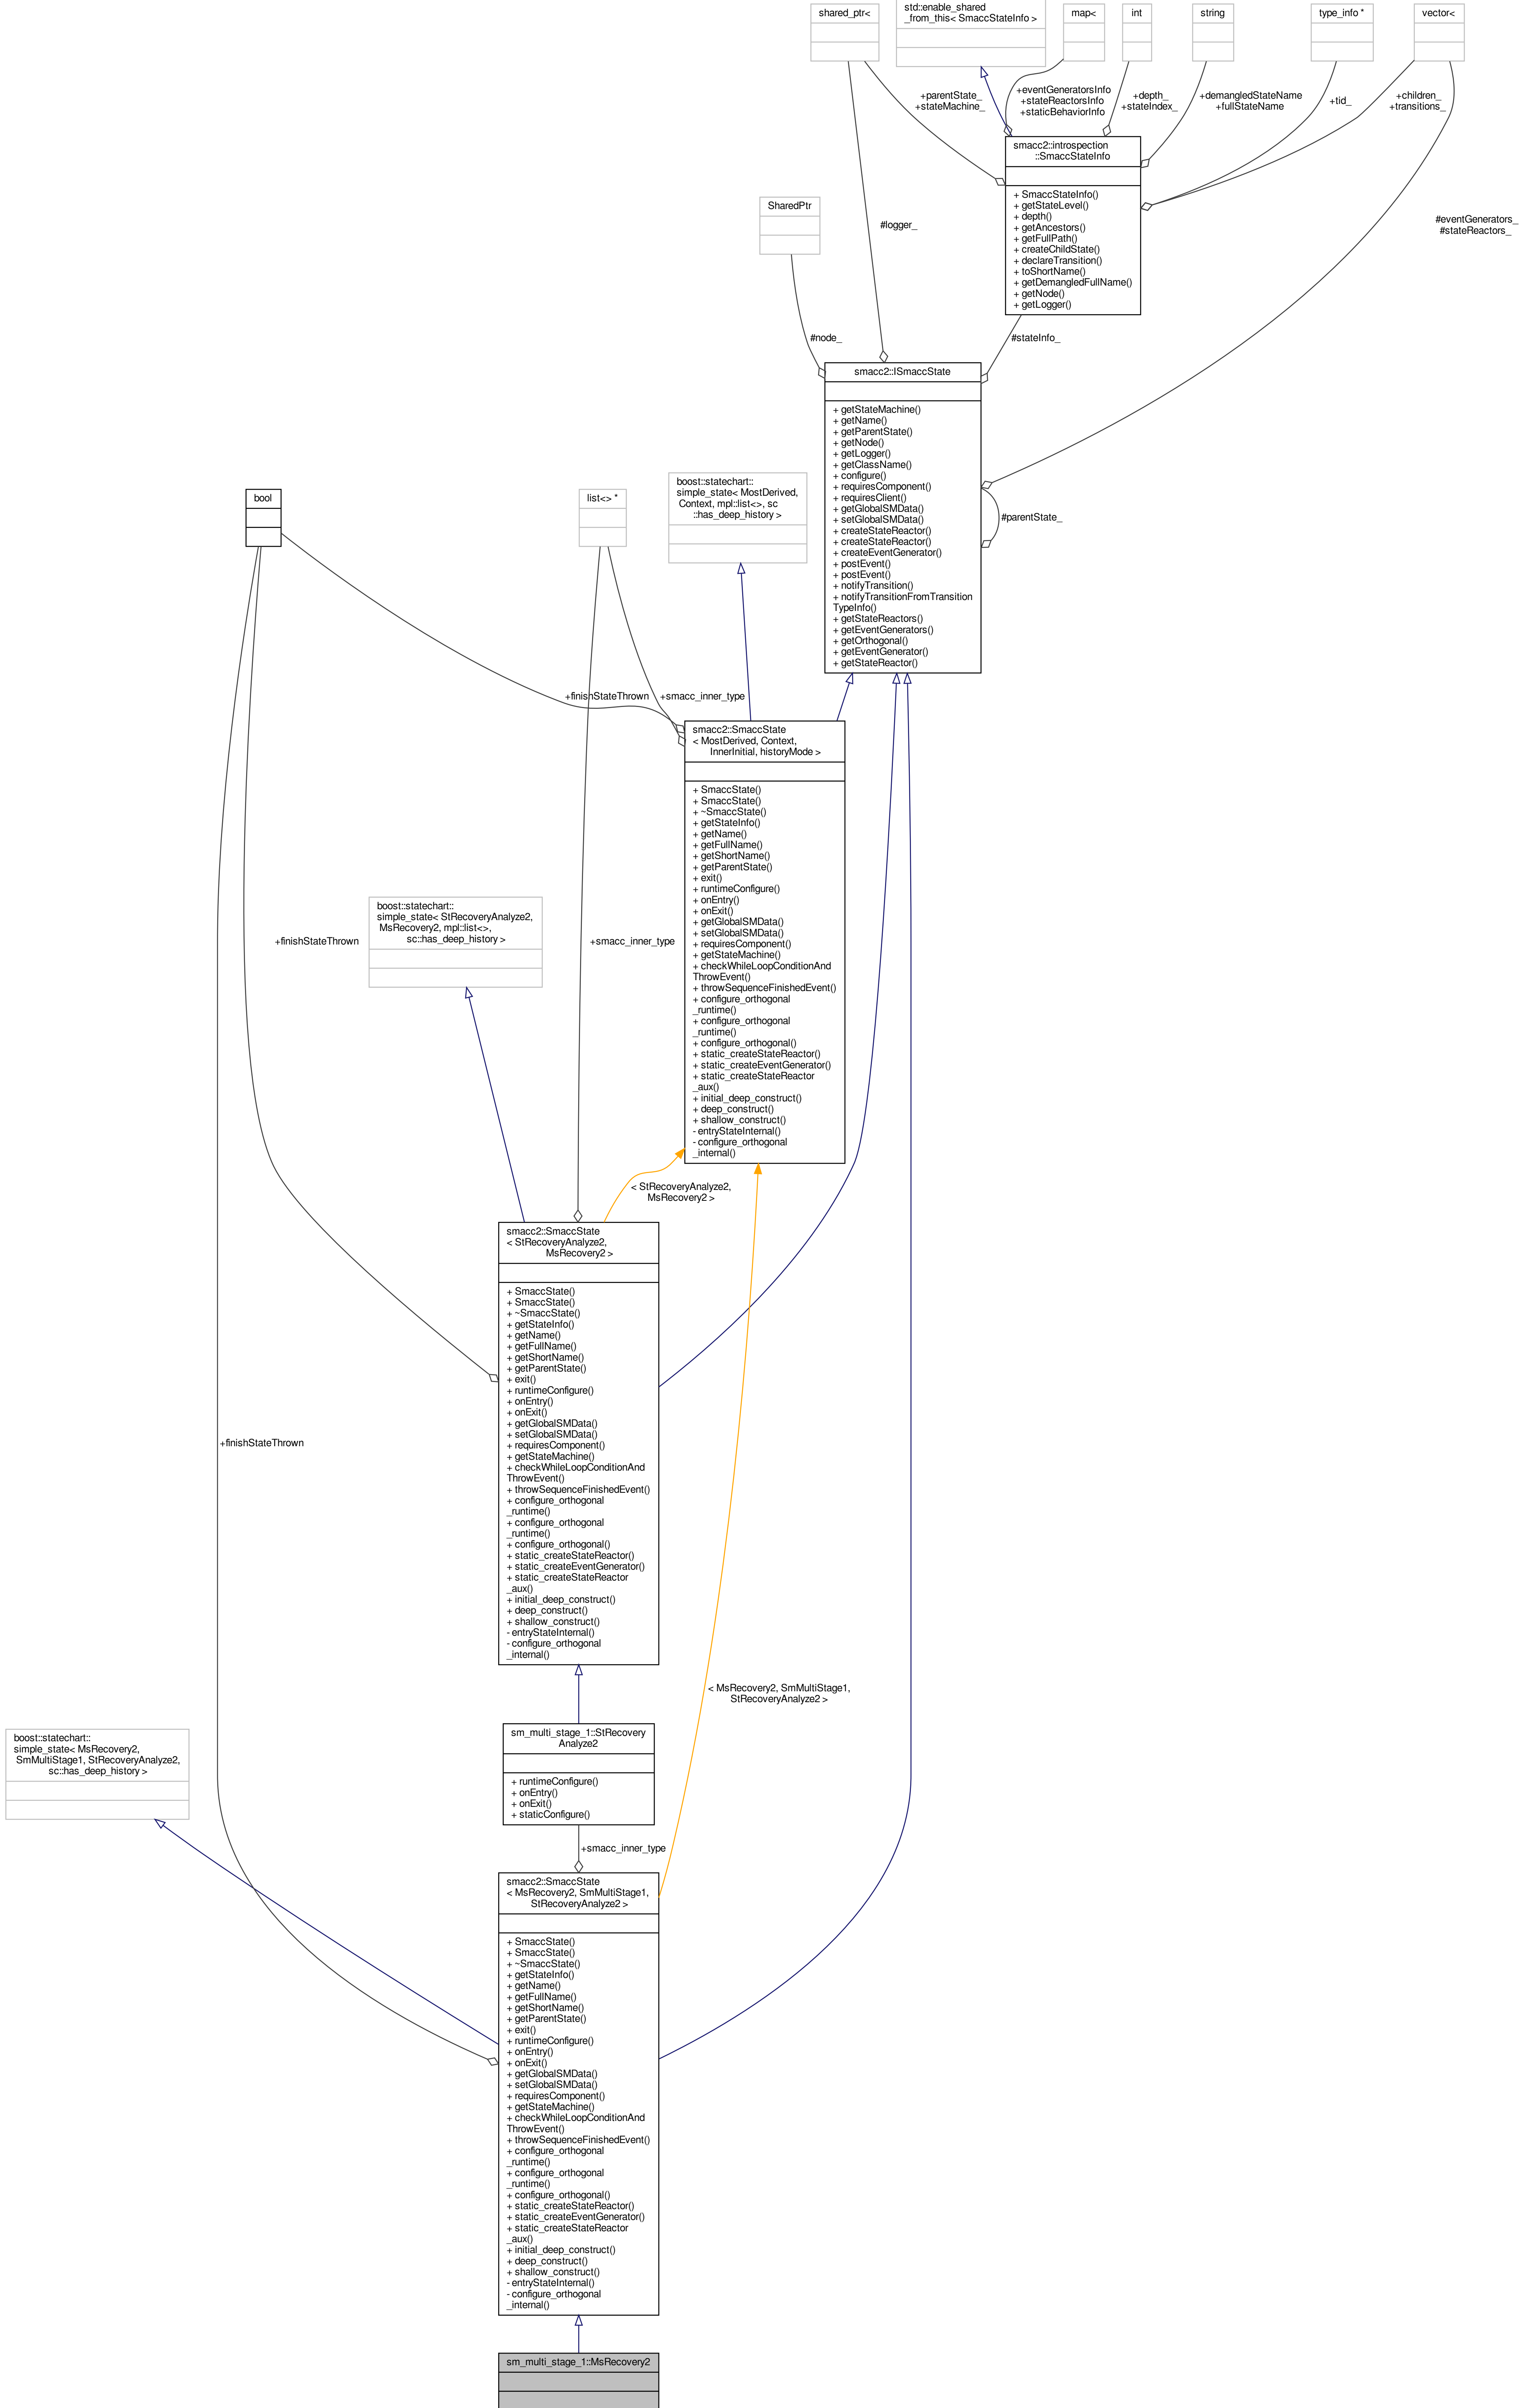 shared_ptr<
std::enable_shared
_from_this< SmaccStateInfo >
map<
int
string
type_info *
vector<
+parentState_
+stateMachine_
+eventGeneratorsInfo
+stateReactorsInfo
+staticBehaviorInfo
+depth_
+stateIndex_
+demangledStateName
+fullStateName
+tid_
+children_
+transitions_
smacc2::introspection
::SmaccStateInfo
+ SmaccStateInfo()
+ getStateLevel()
+ depth()
+ getAncestors()
+ getFullPath()
+ createChildState()
+ declareTransition()
+ toShortName()
+ getDemangledFullName()
+ getNode()
+ getLogger()
SharedPtr
#logger_
#eventGenerators_
#stateReactors_
#node_
#stateInfo_
smacc2::ISmaccState
+ getStateMachine()
+ getName()
+ getParentState()
+ getNode()
+ getLogger()
+ getClassName()
+ configure()
+ requiresComponent()
+ requiresClient()
+ getGlobalSMData()
+ setGlobalSMData()
+ createStateReactor()
+ createStateReactor()
+ createEventGenerator()
+ postEvent()
+ postEvent()
+ notifyTransition()
+ notifyTransitionFromTransition
TypeInfo()
+ getStateReactors()
+ getEventGenerators()
+ getOrthogonal()
+ getEventGenerator()
+ getStateReactor()
#parentState_
bool
list<> *
boost::statechart::
simple_state< MostDerived,
Context, mpl::list<>, sc
::has_deep_history >
+finishStateThrown
+smacc_inner_type
smacc2::SmaccState
< MostDerived, Context,
InnerInitial, historyMode >
+ SmaccState()
+ SmaccState()
+ ~SmaccState()
+ getStateInfo()
+ getName()
+ getFullName()
+ getShortName()
+ getParentState()
+ exit()
+ runtimeConfigure()
+ onEntry()
+ onExit()
+ getGlobalSMData()
+ setGlobalSMData()
+ requiresComponent()
+ getStateMachine()
+ checkWhileLoopConditionAnd
ThrowEvent()
+ throwSequenceFinishedEvent()
+ configure_orthogonal
_runtime()
+ configure_orthogonal
_runtime()
+ configure_orthogonal()
+ static_createStateReactor()
+ static_createEventGenerator()
+ static_createStateReactor
_aux()
+ initial_deep_construct()
+ deep_construct()
+ shallow_construct()
- entryStateInternal()
- configure_orthogonal
_internal()
boost::statechart::
simple_state< StRecoveryAnalyze2,
MsRecovery2, mpl::list<>,
sc::has_deep_history >
+finishStateThrown
+smacc_inner_type
< StRecoveryAnalyze2,
MsRecovery2 >
smacc2::SmaccState
< StRecoveryAnalyze2,
MsRecovery2 >
+ SmaccState()
+ SmaccState()
+ ~SmaccState()
+ getStateInfo()
+ getName()
+ getFullName()
+ getShortName()
+ getParentState()
+ exit()
+ runtimeConfigure()
+ onEntry()
+ onExit()
+ getGlobalSMData()
+ setGlobalSMData()
+ requiresComponent()
+ getStateMachine()
+ checkWhileLoopConditionAnd
ThrowEvent()
+ throwSequenceFinishedEvent()
+ configure_orthogonal
_runtime()
+ configure_orthogonal
_runtime()
+ configure_orthogonal()
+ static_createStateReactor()
+ static_createEventGenerator()
+ static_createStateReactor
_aux()
+ initial_deep_construct()
+ deep_construct()
+ shallow_construct()
- entryStateInternal()
- configure_orthogonal
_internal()
+finishStateThrown
< MsRecovery2, SmMultiStage1,
StRecoveryAnalyze2 >
boost::statechart::
simple_state< MsRecovery2,
SmMultiStage1, StRecoveryAnalyze2,
sc::has_deep_history >
sm_multi_stage_1::StRecovery
Analyze2
+ runtimeConfigure()
+ onEntry()
+ onExit()
+ staticConfigure()
+smacc_inner_type
smacc2::SmaccState
< MsRecovery2, SmMultiStage1,
StRecoveryAnalyze2 >
+ SmaccState()
+ SmaccState()
+ ~SmaccState()
+ getStateInfo()
+ getName()
+ getFullName()
+ getShortName()
+ getParentState()
+ exit()
+ runtimeConfigure()
+ onEntry()
+ onExit()
+ getGlobalSMData()
+ setGlobalSMData()
+ requiresComponent()
+ getStateMachine()
+ checkWhileLoopConditionAnd
ThrowEvent()
+ throwSequenceFinishedEvent()
+ configure_orthogonal
_runtime()
+ configure_orthogonal
_runtime()
+ configure_orthogonal()
+ static_createStateReactor()
+ static_createEventGenerator()
+ static_createStateReactor
_aux()
+ initial_deep_construct()
+ deep_construct()
+ shallow_construct()
- entryStateInternal()
- configure_orthogonal
_internal()
sm_multi_stage_1::MsRecovery2